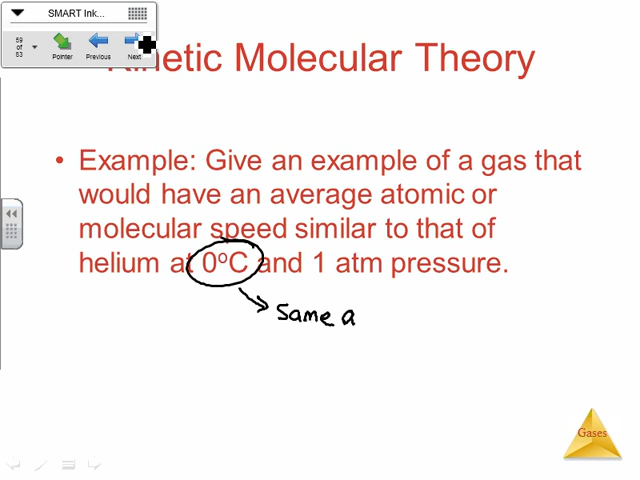 SMART Ink...
59
of
83
Pointer
Previous
Next
Kinetic Molecular Theory
• Example: Give an example of a gas that
would have an average atomic or
molecular speed similar to that of
helium at 0°C and 1 atm pressure.
Same a
Gases